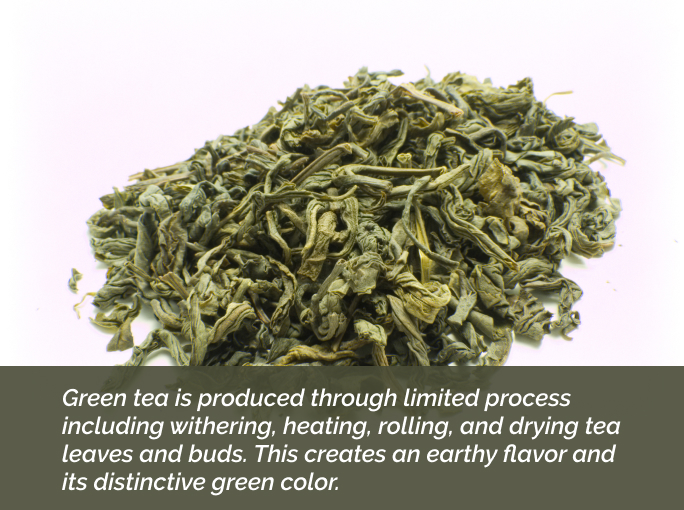 Green tea is produced through limited process
including withering, heating, rolling, and drying tea
leaves and buds. This creates an earthy flavor and
its distinctive green color.